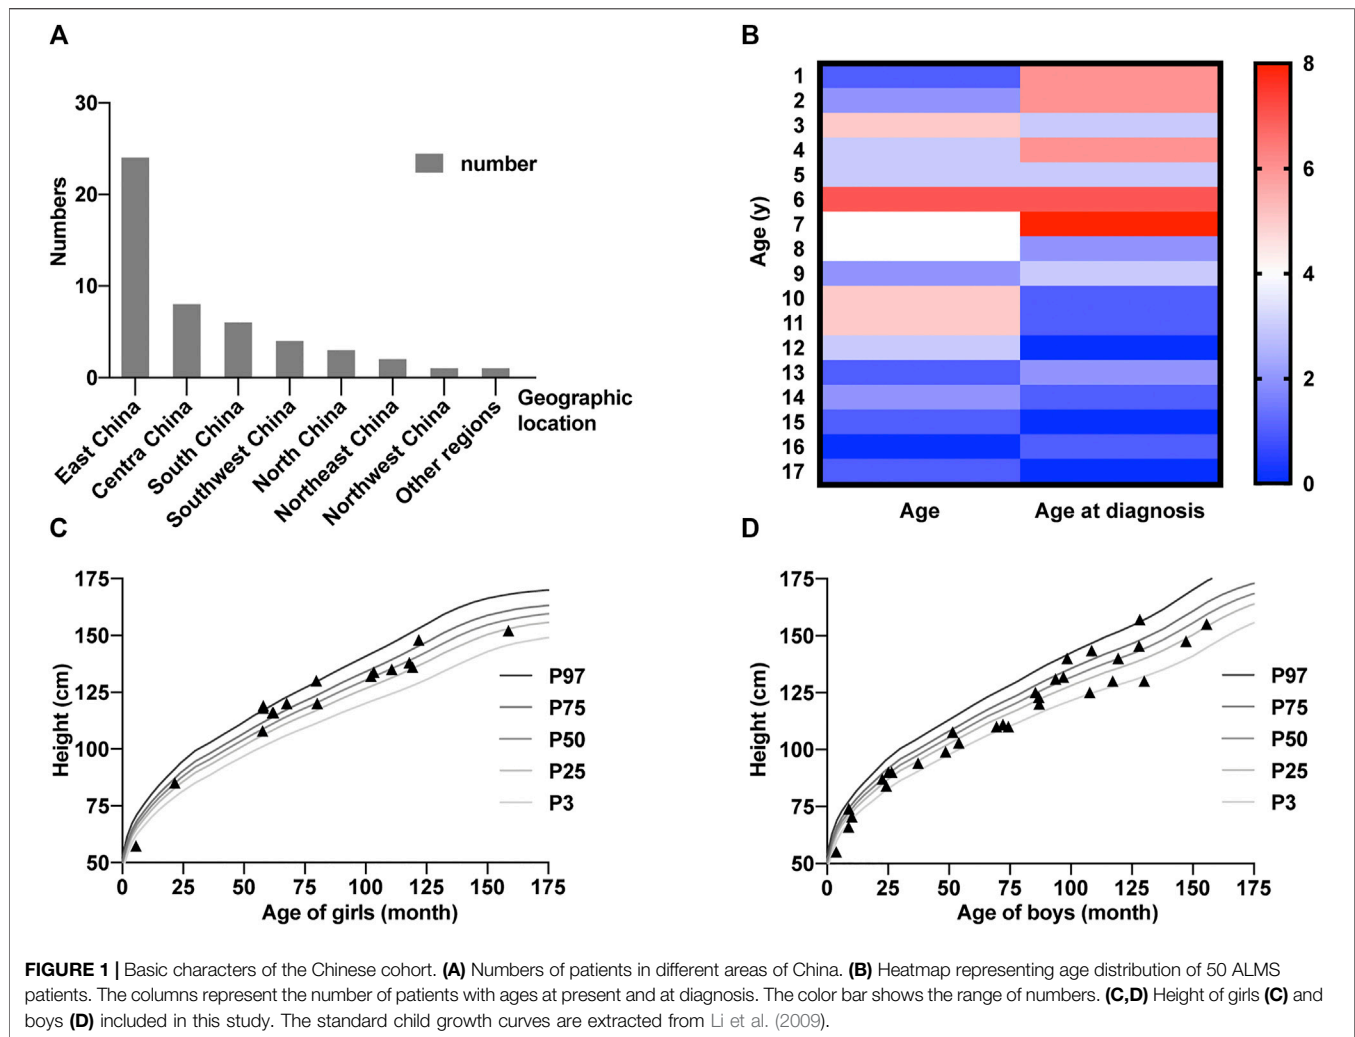 A
30
20
10
0
Numbers
number
East China
Centra China
South China
Southwest China
North China
Northeast China
Northwest China
Other regions
Geographic
location
B
Age (y)
1
2
3
4
5
6
7
8
9
10
11
12
13
14
15
16
17
Age
Age at diagnosis
8
6
4
2
0
C
Height (cm)
175
150
125
100
75
50
0 25 50 75 100 125 150 175
Age of girls (month)
P97
P75
P50
P25
P3
D
Height (cm)
175
150
125
100
75
50
0 25 50 75 100 125 150 175
Age of boys (month)
P97
P75
P50
P25
P3
FIGURE 1 | Basic characters of the Chinese cohort. (A) Numbers of patients in different areas of China. (B) Heatmap representing age distribution of 50 ALMS
patients. The columns represent the number of patients with ages at present and at diagnosis. The color bar shows the range of numbers. (C,D) Height of girls (C) and
boys (D) included in this study. The standard child growth curves are extracted from Li et al. (2009).